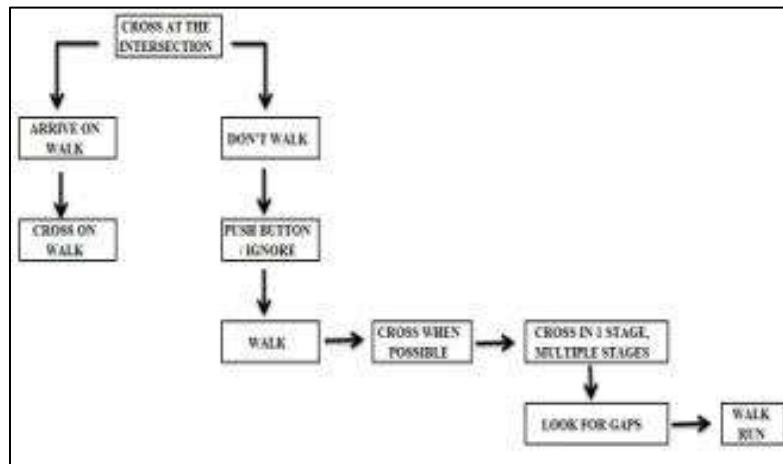 CROSS AT THE
INTERSECTION
ARRIVE ON
WALK
DON'T WALK
CROSS ON
WALK
PUSH BUTTON
/ IGNORE
WALK
CROSS WHEN
POSSIBLE
CROSS IN 1 STAGE,
MULTIPLE STAGES
LOOK FOR GAPS
WALK
RUN